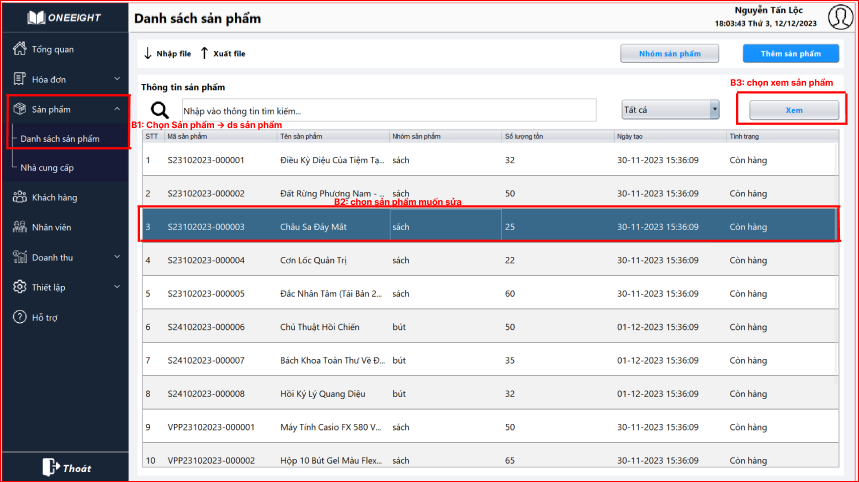 ONEEIGHT
Danh sách sản phẩm
Nguyễn Tấn Lộc
18:03:43 Thứ 3, 12/12/2023
Tổng quan
Hóa đơn
Sản phẩm
Danh sách sản phẩm
Nhà cung cấp
Khách hàng
Nhân viên
Doanh thu
Thiết lập
Hỗ trợ
Thoát
Nhập file Xuất file
Nhóm sản phẩm
Thêm sản phẩm
Thông tin sản phẩm
B3: chọn xem sản phẩm
Nhập vào thông tin tìm kiếm...
Tất cả
Xem
B1: Chọn Sản phẩm → ds sản phẩm
STT Mã sản phẩm Tên sản phẩm Nhóm sản phẩm Số lượng tồn Ngày tạo Tình trạng
1 S23102023-000001 Điều Kỳ Diệu Của Tiệm Tạ... sách 32 30-11-2023 15:36:09 Còn hàng
2 S23102023-000002 Đất Rừng Phương Nam - ... sách 50 30-11-2023 15:36:09 Còn hàng
B2: chọn sản phẩm muốn sửa
3 S23102023-000003 Châu Sa Đáy Mắt sách 25 30-11-2023 15:36:09 Còn hàng
4 S23102023-000004 Cơn Lốc Quản Trị sách 22 30-11-2023 15:36:09 Còn hàng
5 S23102023-000005 Đắc Nhân Tâm (Tái Bản 2... sách 60 30-11-2023 15:36:09 Còn hàng
6 S24102023-000006 Chú Thuật Hồi Chiến bút 50 01-12-2023 15:36:09 Còn hàng
7 S24102023-000007 Bách Khoa Toàn Thư Về Đ... bút 35 01-12-2023 15:36:09 Còn hàng
8 S24102023-000008 Hồi Ký Lý Quang Diệu bút 32 01-12-2023 15:36:09 Còn hàng
9 VPP23102023-000001 Máy Tính Casio FX 580 V... sách 50 30-11-2023 15:36:09 Còn hàng
10 VPP23102023-000002 Hộp 10 Bút Gel Màu Flex... sách 65 30-11-2023 15:36:09 Còn hàng